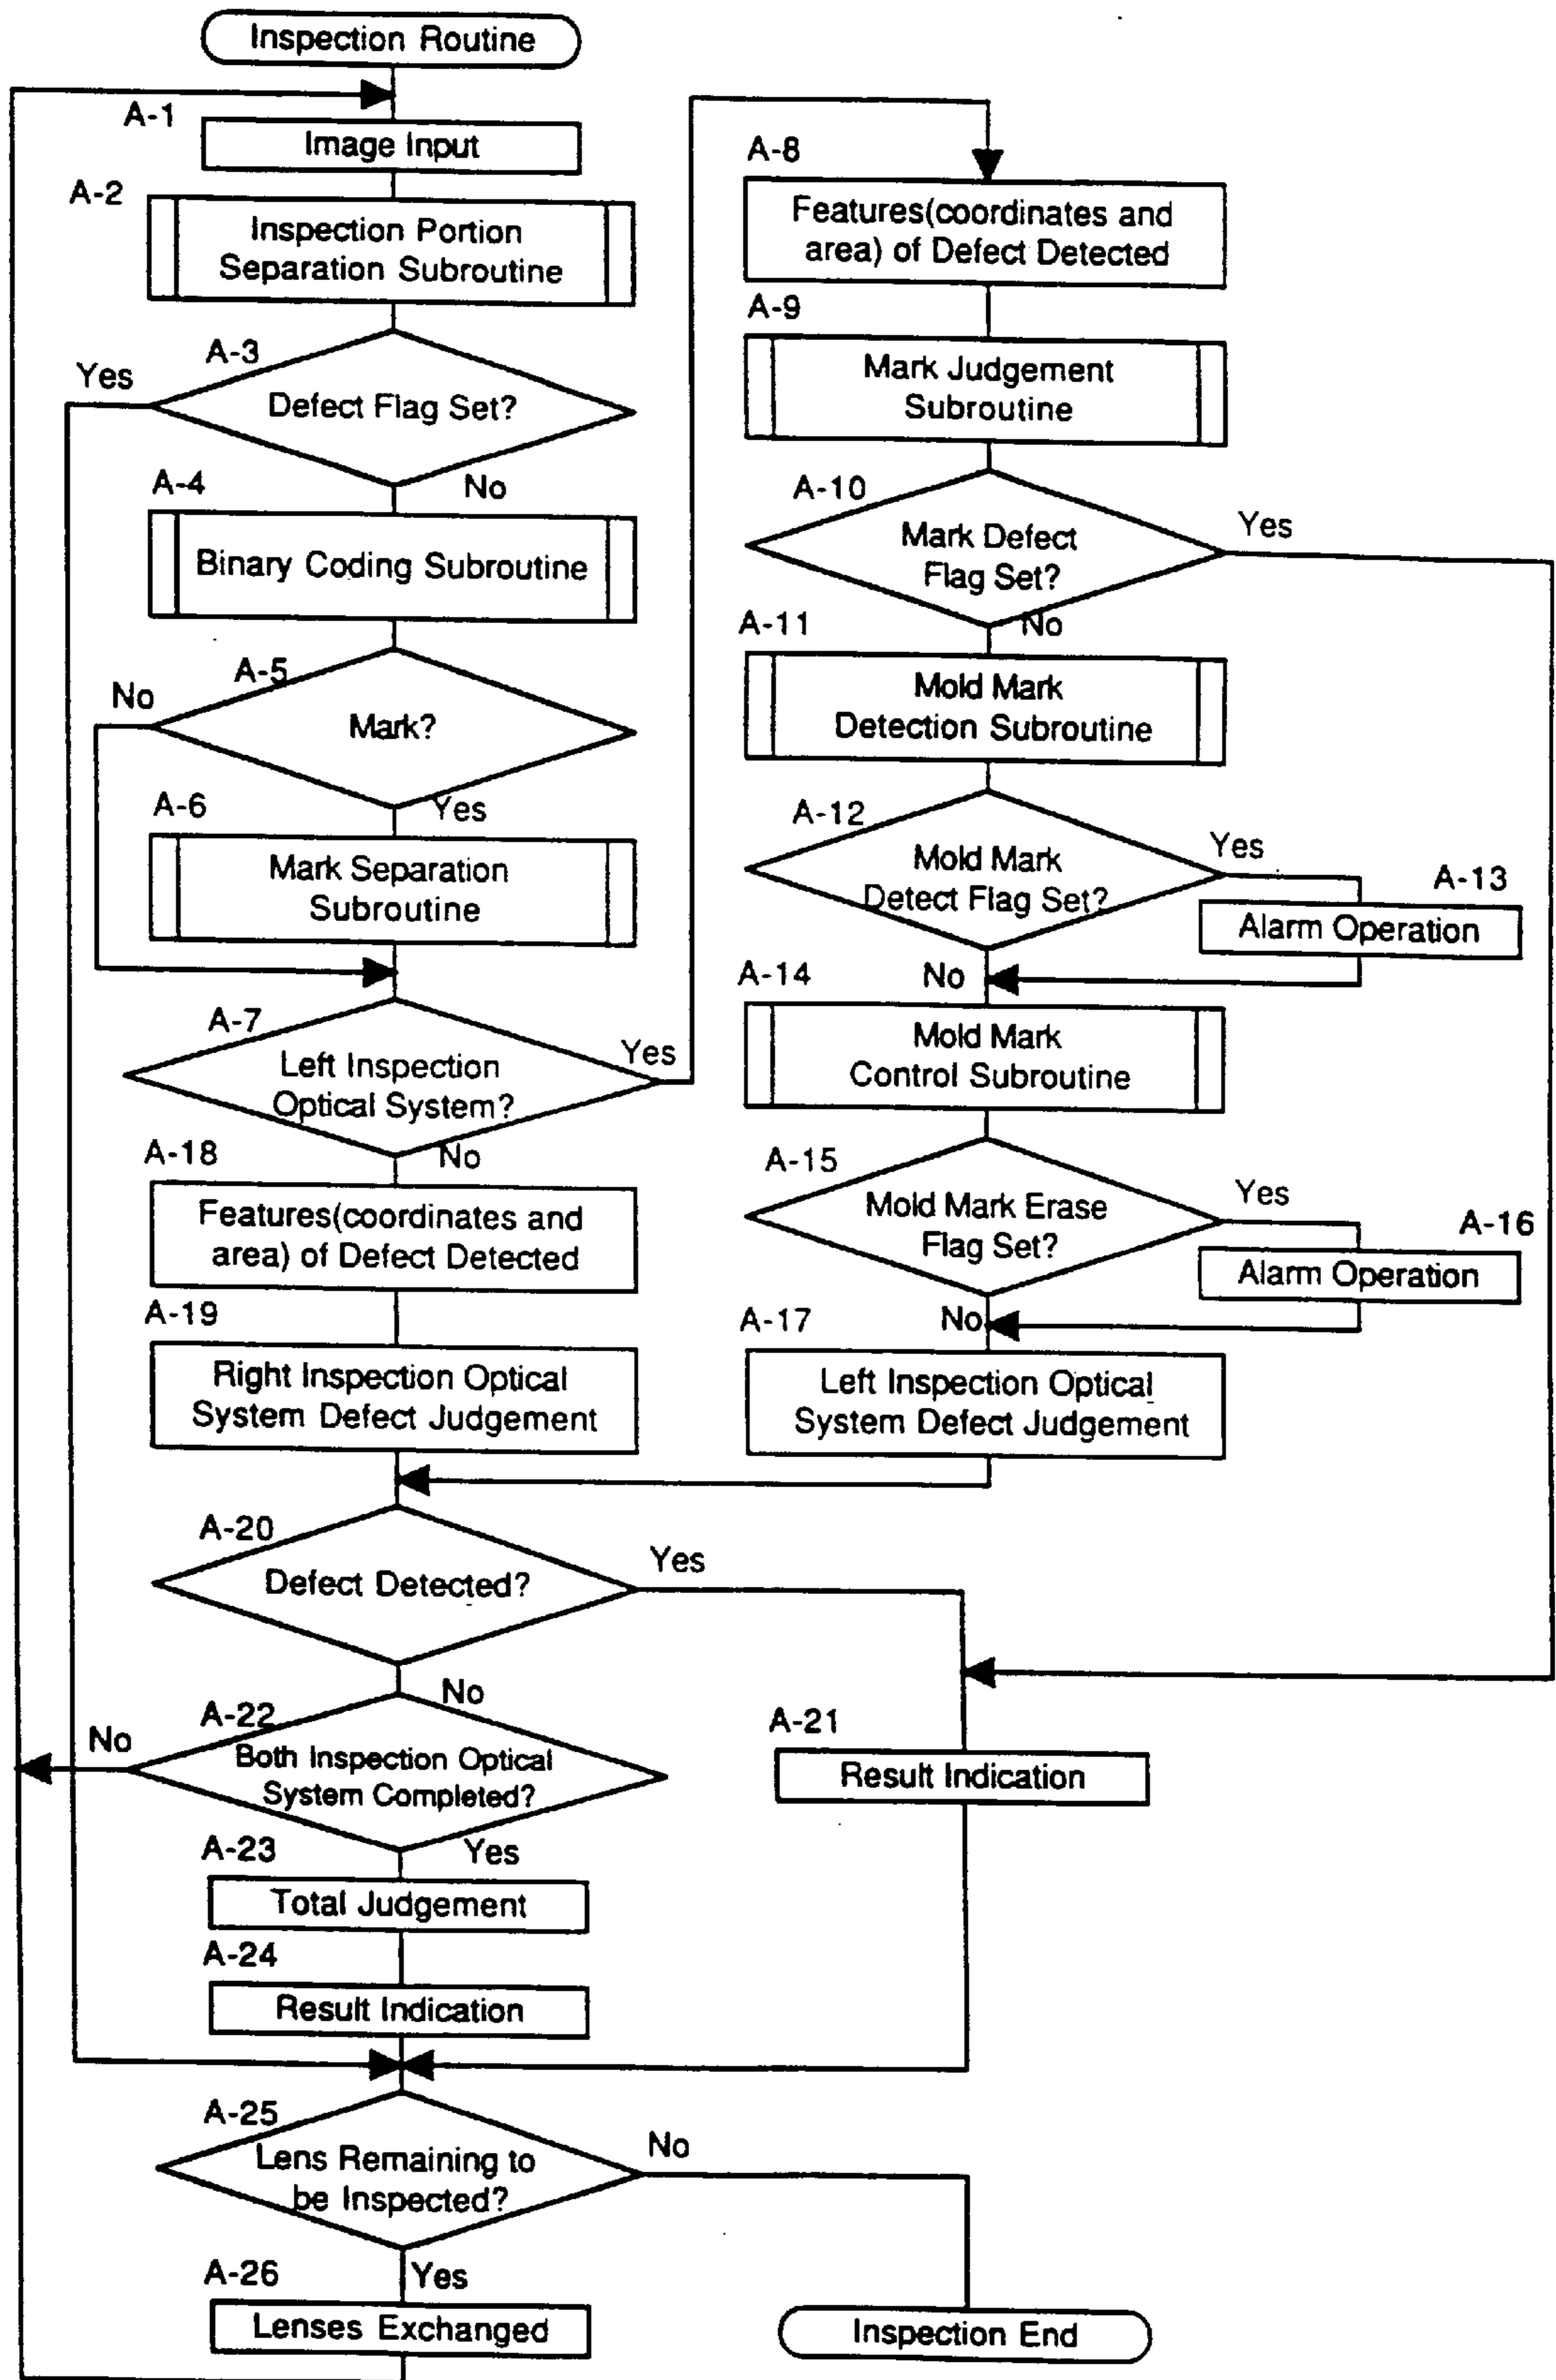 Inspection Routine
A-1
Image Input
A-2
Inspection Portion
Separation Subroutine
A-3
Yes
Defect Flag Set?
No
A-4
Binary Coding Subroutine
A-5
No
Mark?
Yes
A-6
Mark Separation
Subroutine
A-7
Yes
Left Inspection
Optical System?
No
A-8
Features(coordinates and
area) of Defect Detected
A-9
Mark Judgement
Subroutine
A-10
Yes
Mark Defect
Flag Set?
No
A-11
Mold Mark
Detection Subroutine
A-12
Yes
Mold Mark
Detect Flag Set?
A-13
Alarm Operation
No
A-14
Mold Mark
Control Subroutine
A-15
Yes
Mold Mark Erase
Flag Set?
A-16
Alarm Operation
No
A-17
Left Inspection Optical
System Defect Judgement
A-18
Features(coordinates and
area) of Defect Detected
A-19
Right Inspection Optical
System Defect Judgement
A-20
Yes
Defect Detected?
No
A-21
Result Indication
A-22
No
Both Inspection Optical
System Completed?
Yes
A-23
Total Judgement
A-24
Result Indication
A-25
No
Lens Remaining to
be Inspected?
Yes
A-26
Lenses Exchanged
Inspection End